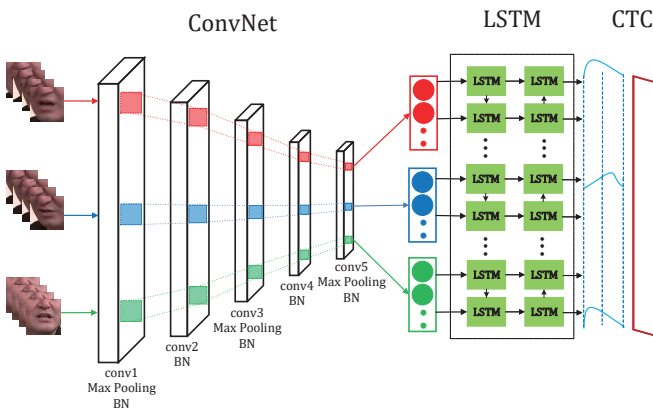 ConvNet
LSTM
CTC
LSTM LSTM
LSTM LSTM
LSTM LSTM
LSTM LSTM
LSTM LSTM
LSTM LSTM
conv1
Max Pooling
BN
conv2
BN
conv3
Max Pooling
BN
conv4
BN
conv5
Max Pooling
BN